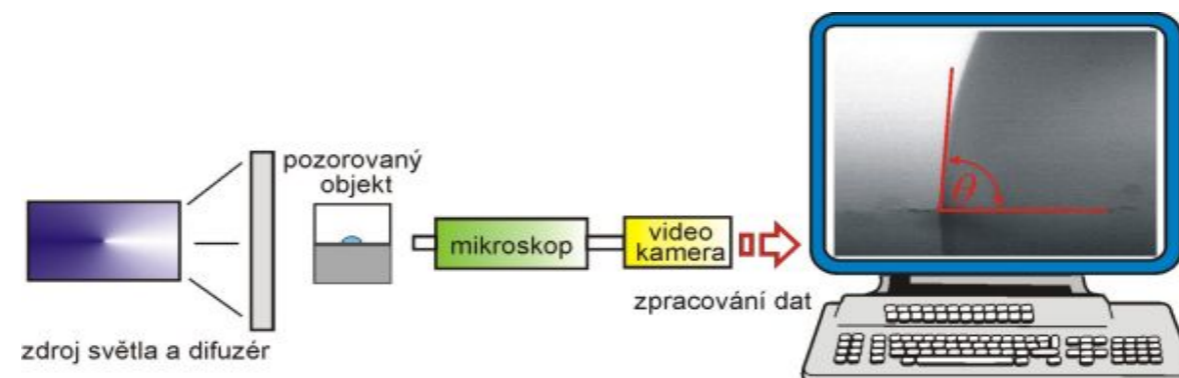 pozorovaný
objekt
mikroskop
video
kamera
zpracování dat
zdroj světla a difuzér
θ